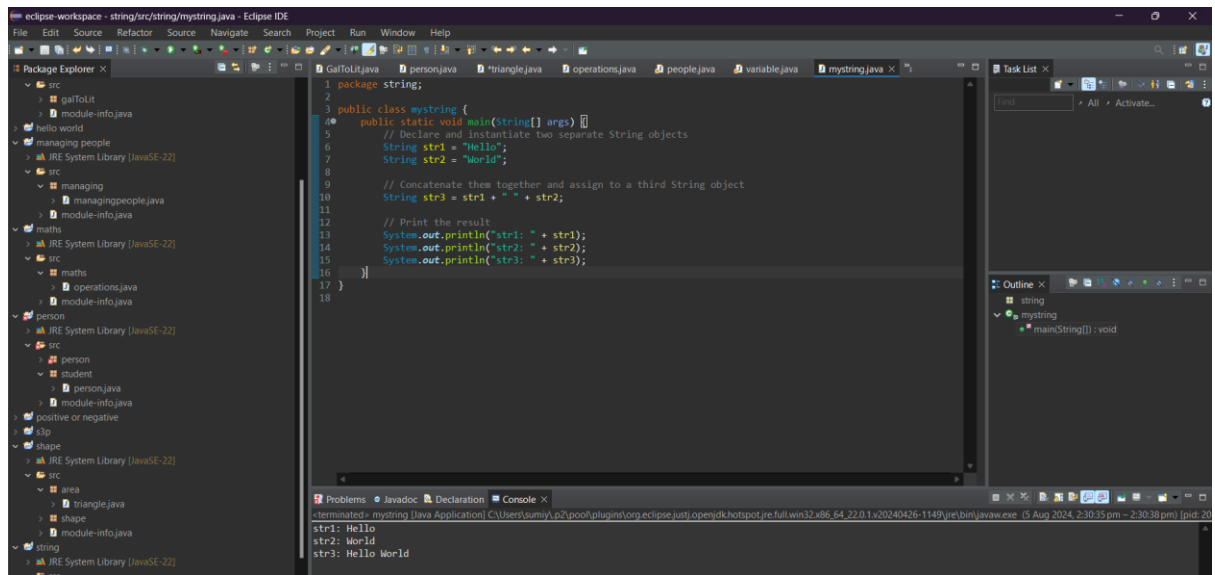 eclipse-workspace - string/src/string/mystring.java - Eclipse IDE
File Edit Source Refactor Source Navigate Search Project Run Window Help
Package Explorer
galToLit
module-info.java
hello world
managing people
JRE System Library [JavaSE-22]
src
managing
managingpeople.java
module-info.java
maths
JRE System Library [JavaSE-22]
src
maths
operations.java
module-info.java
person
JRE System Library [JavaSE-22]
src
person
student
person.java
module-info.java
positive or negative
s3p
shape
JRE System Library [JavaSE-22]
src
area
triangle.java
shape
module-info.java
string
JRE System Library [JavaSE-22]
GalToLit.java person.java *triangle.java operations.java people.java variable.java mystring.java
1 package string;
2
3 public class mystring {
4 public static void main(String[] args) {
5 // Declare and instantiate two separate String objects
6 String str1 = "Hello";
7 String str2 = "World";
8
9 // Concatenate them together and assign to a third String object
10 String str3 = str1 + " " + str2;
11
12 // Print the result
13 System.out.println("str1: " + str1);
14 System.out.println("str2: " + str2);
15 System.out.println("str3: " + str3);
16 }
17 }
18
Problems Javadoc Declaration Console
<terminated> mystring [Java Application] C:\Users\sumiy\.p2\pool\plugins\org.eclipse.justj.openjdk.hotspot.jre.full.win32.x86_64_22.0.1.v20240426-1149\jre\bin\javaw.exe (5 Aug 2024, 2:30:35 pm – 2:30:38 pm) [pid: 20
str1: Hello
str2: World
str3: Hello World
Task List
Find All Activate...
Outline
string
mystring
main(String[]) : void